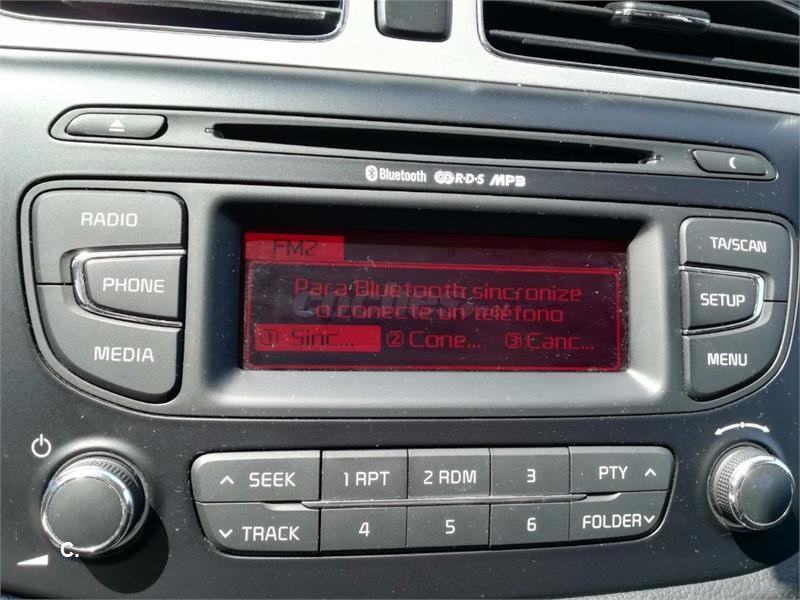 Bluetooth R·D·S MP3
RADIO
PHONE
MEDIA
FM2
Para Bluetooth sincronize
o conecte un teléfono
① Sinc... ② Cone... ③ Canc...
TA/SCAN
SETUP
MENU
SEEK 1 RPT 2 RDM 3 PTY
TRACK 4 5 6 FOLDER
C.